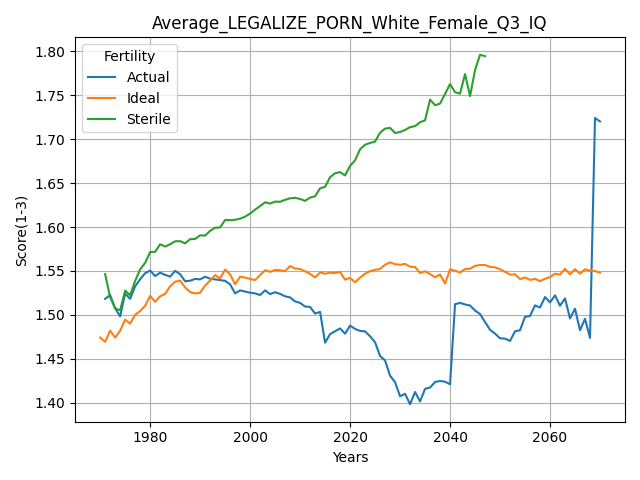 Average_LEGALIZE_PORN_White_Female_Q3_IQ
Fertility
Actual
Ideal
Sterile
Score(1-3)
1.80
1.75
1.70
1.65
1.60
1.55
1.50
1.45
1.40
1980
2000
2020
2040
2060
Years